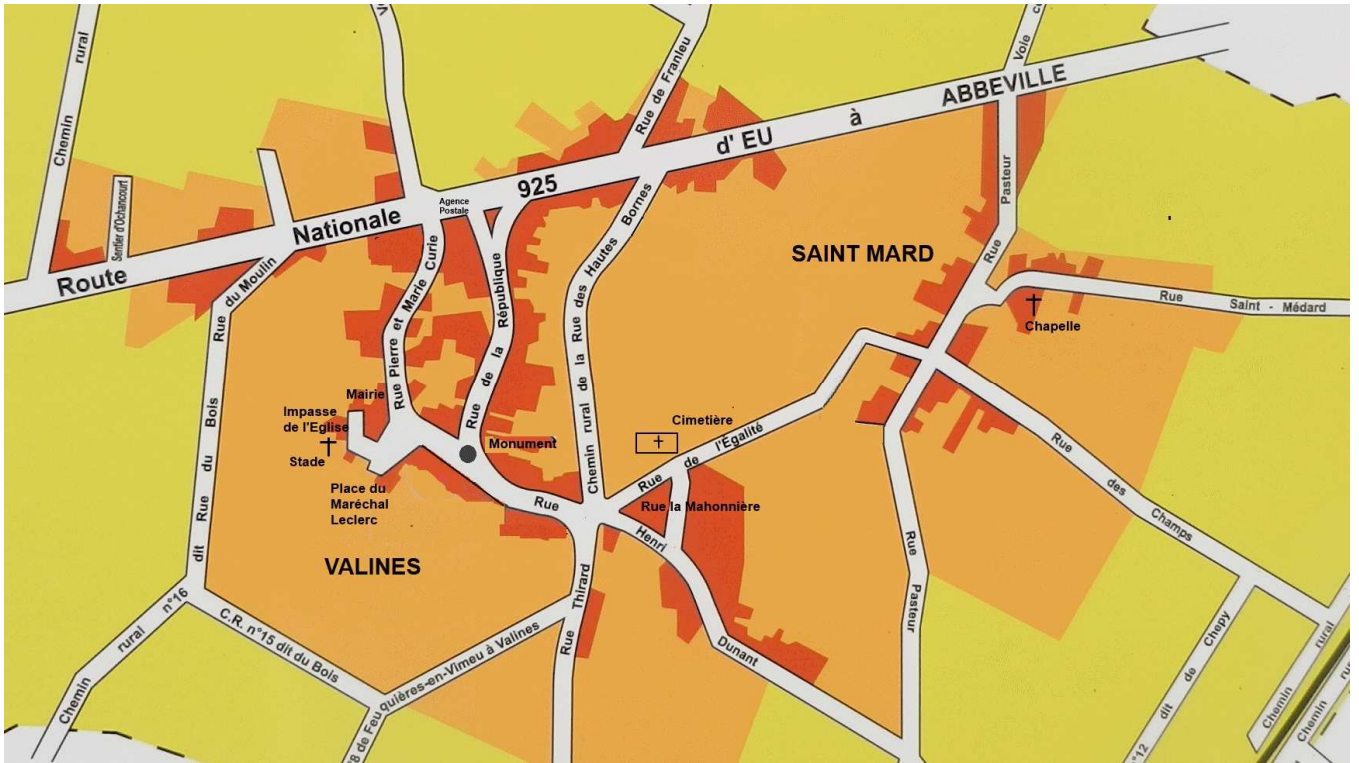 Chemin rural
Sentier d'Ochancourt
Route Nationale 925 d' EU à ABBEVILLE
Agence
Postale
Rue de Franleu
Voie
Rue Pasteur
SAINT MARD
Chapelle
Rue Saint - Médard
dit Rue du Bois Rue du Moulin
Rue Pierre et Marie Curie
Rue de la République
Chemin rural de la Rue des Hautes Bornes
Mairie
Impasse
de l'Eglise
Stade
Place du
Maréchal
Leclerc
Monument
Cimetière
Rue de l'Égalité
Rue la Mahonnière
Rue Henri Dunant
VALINES
Rue Thirard
Rue Pasteur
Rue des Champs
Chemin rural n°16
C.R. n°15 dit du Bois
8 de Feuquières-en-Vimeu à Valines
n°12 dit de Chepy
Chemin rural
Chemin